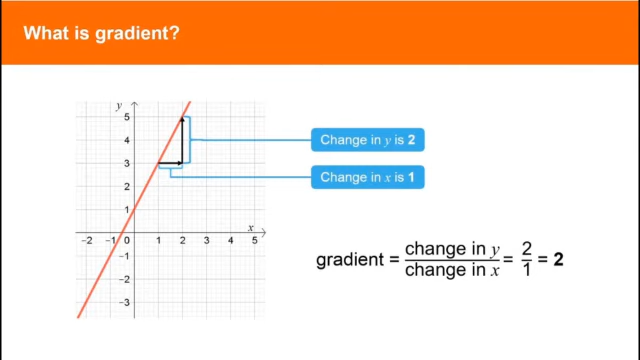 What is gradient?
y
5
4
3
2
1
x
−2 −1 0 1 2 3 4 5
−1
−2
−3
Change in y is 2
Change in x is 1
gradient = change in y / change in x = 2/1 = 2